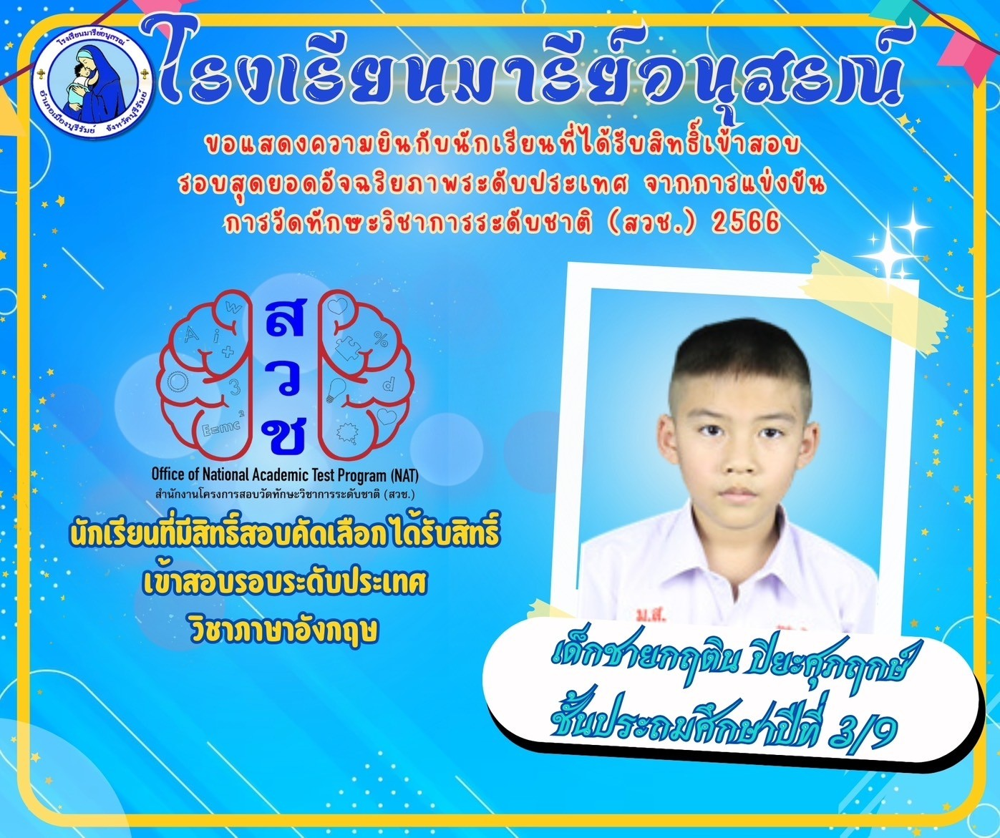 โรงเรียนมารีย์อนุสรณ์
โรงเรียนมารีย์อนุสรณ์
อำเภอเมืองบุรีรัมย์ จังหวัดบุรีรัมย์
ขอแสดงความยินกับนักเรียนที่ได้รับสิทธิ์เข้าสอบ
รอบสุดยอดอัจฉริยภาพระดับประเทศ จากการแข่งขัน
การวัดทักษะวิชาการระดับชาติ (สวช.) 2566
ส
ว
ช
W
A i
+
3
E=mc²
%
d
Office of National Academic Test Program (NAT)
สำนักงานโครงการสอบวัดทักษะวิชาการระดับชาติ (สวช.)
นักเรียนที่มีสิทธิ์สอบคัดเลือกได้รับสิทธิ์
เข้าสอบรอบระดับประเทศ
วิชาภาษาอังกฤษ
ม.ส.
เด็กชายกฤติน ปิยะศุภฤกษ์
ชั้นประถมศึกษาปีที่ 3/9